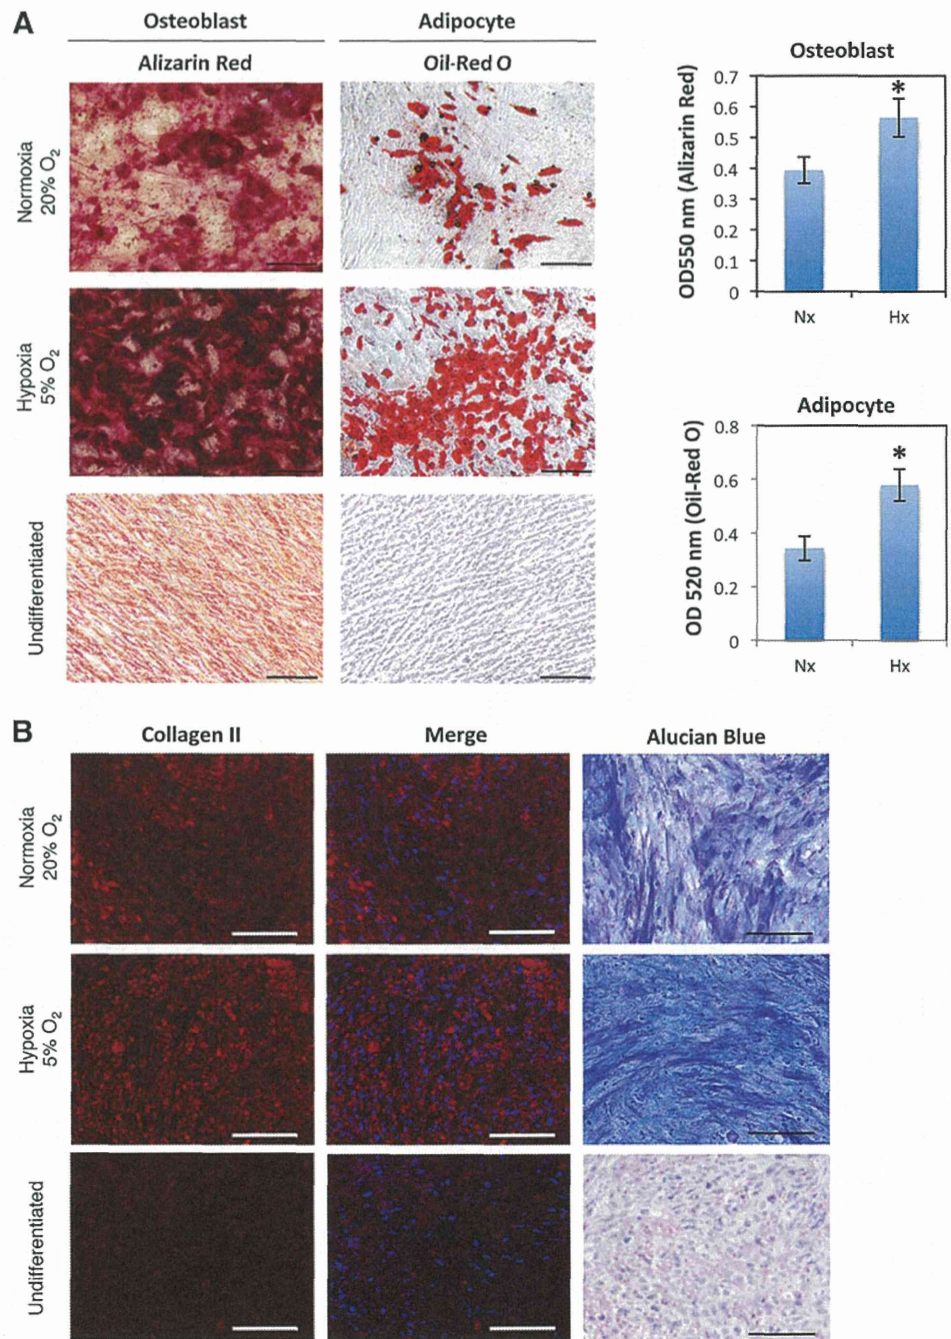 A
Osteoblast
Adipocyte
Alizarin Red
Oil-Red O
Normoxia
20% O2
Hypoxia
5% O2
Undifferentiated
Osteoblast
OD550 nm (Alizarin Red)
0.7
0.6
0.5
0.4
0.3
0.2
0.1
0
*
Nx
Hx
Adipocyte
OD 520 nm (Oil-Red O)
0.8
0.6
0.4
0.2
0
*
Nx
Hx
B
Collagen II
Merge
Alucian Blue
Normoxia
20% O2
Hypoxia
5% O2
Undifferentiated